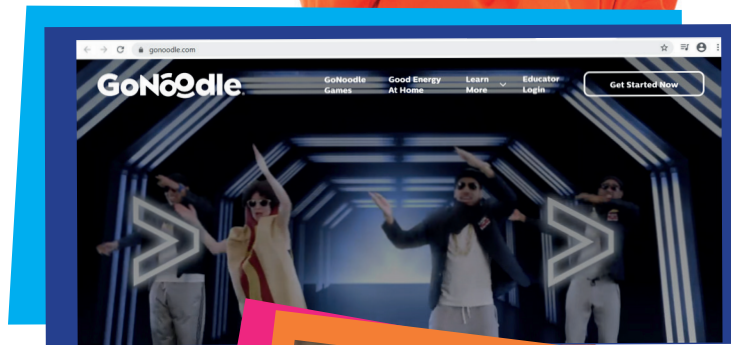 gonoodle.com
GoNoodle
GoNoodle Good Energy Learn Educator
Games At Home More Login
Get Started Now